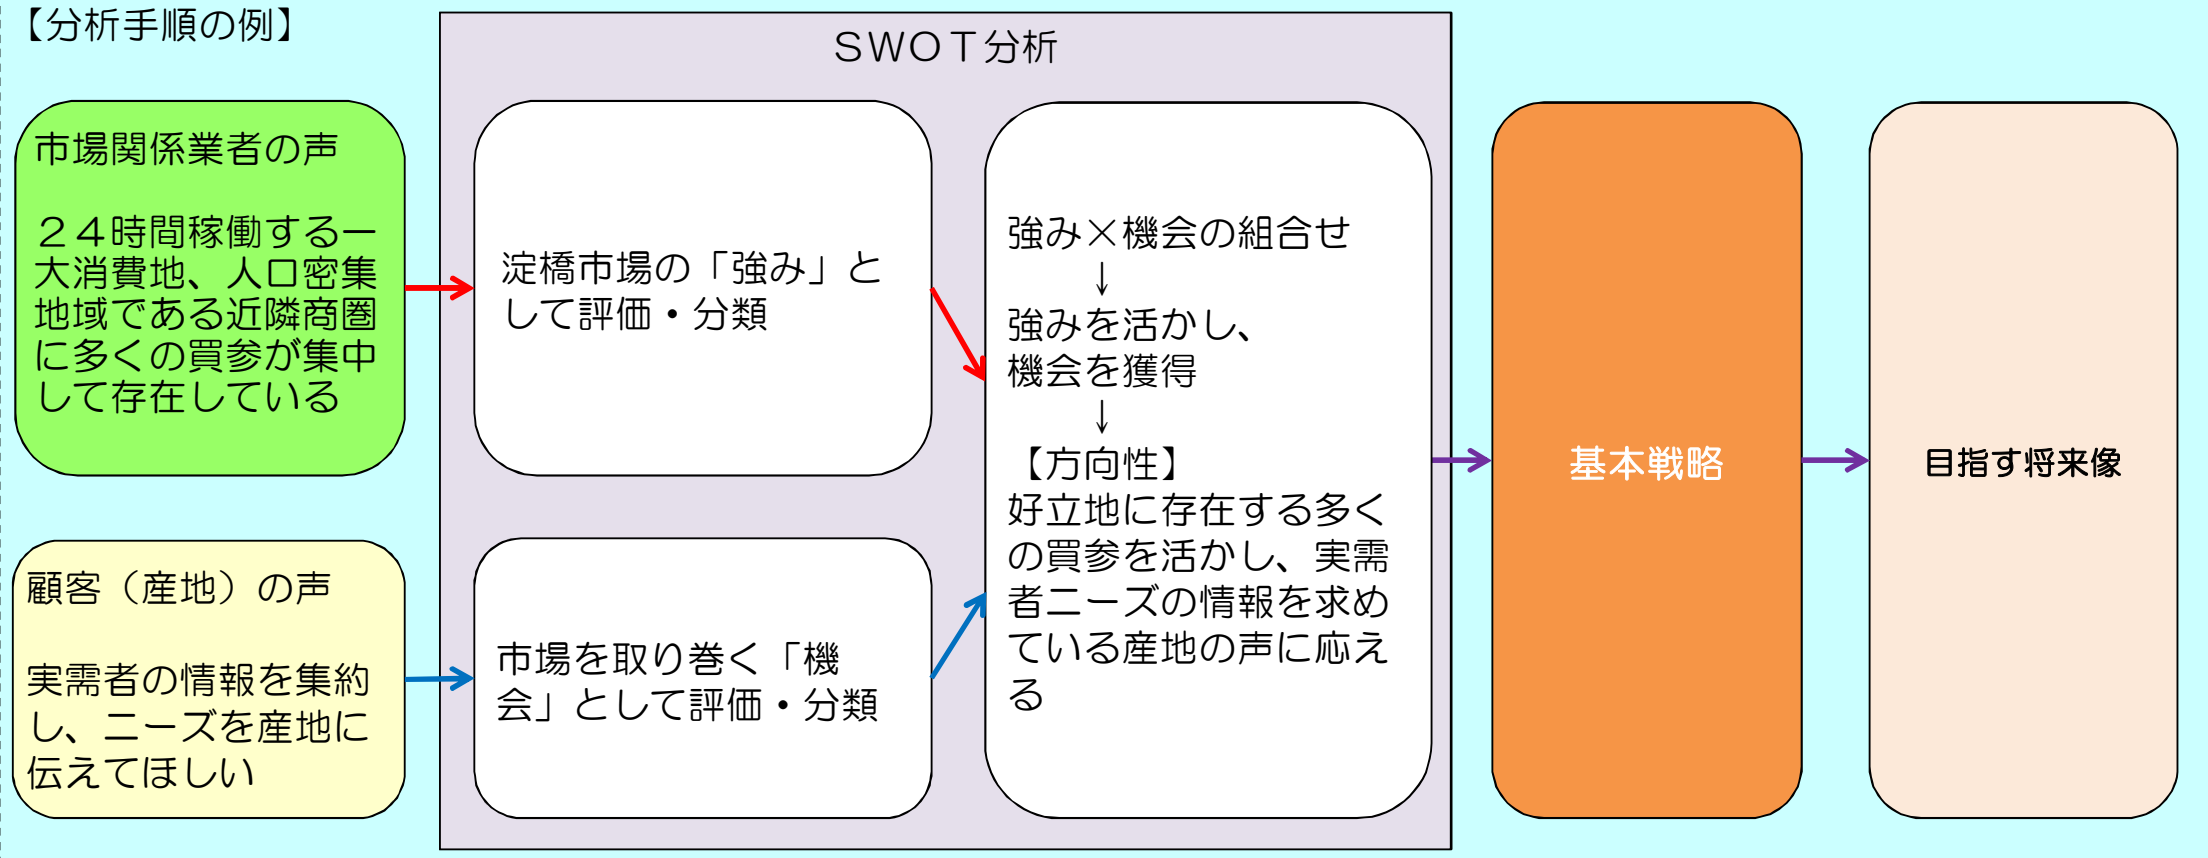 【分析手順の例】
SWOT分析
市場関係業者の声
24時間稼働する一
大消費地、人口密集
地域である近隣商圏
に多くの買参が集中
して存在している
顧客（産地）の声
実需者の情報を集約
し、ニーズを産地に
伝えてほしい
淀橋市場の「強み」と
して評価・分類
市場を取り巻く「機
会」として評価・分類
強み×機会の組合せ
↓
強みを活かし、
機会を獲得
↓
【方向性】
好立地に存在する多く
の買参を活かし、実需
者ニーズの情報を求め
ている産地の声に応え
る
基本戦略
目指す将来像